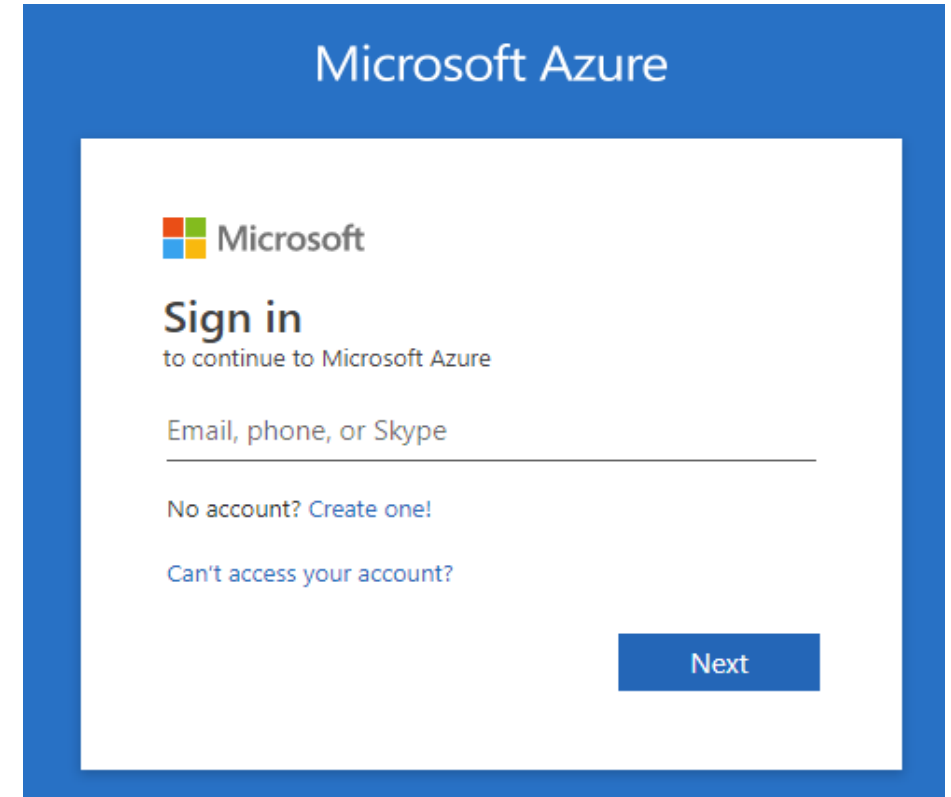 Microsoft Azure
Microsoft
Sign in
to continue to Microsoft Azure
Email, phone, or Skype
No account? Create one!
Can't access your account?
Next